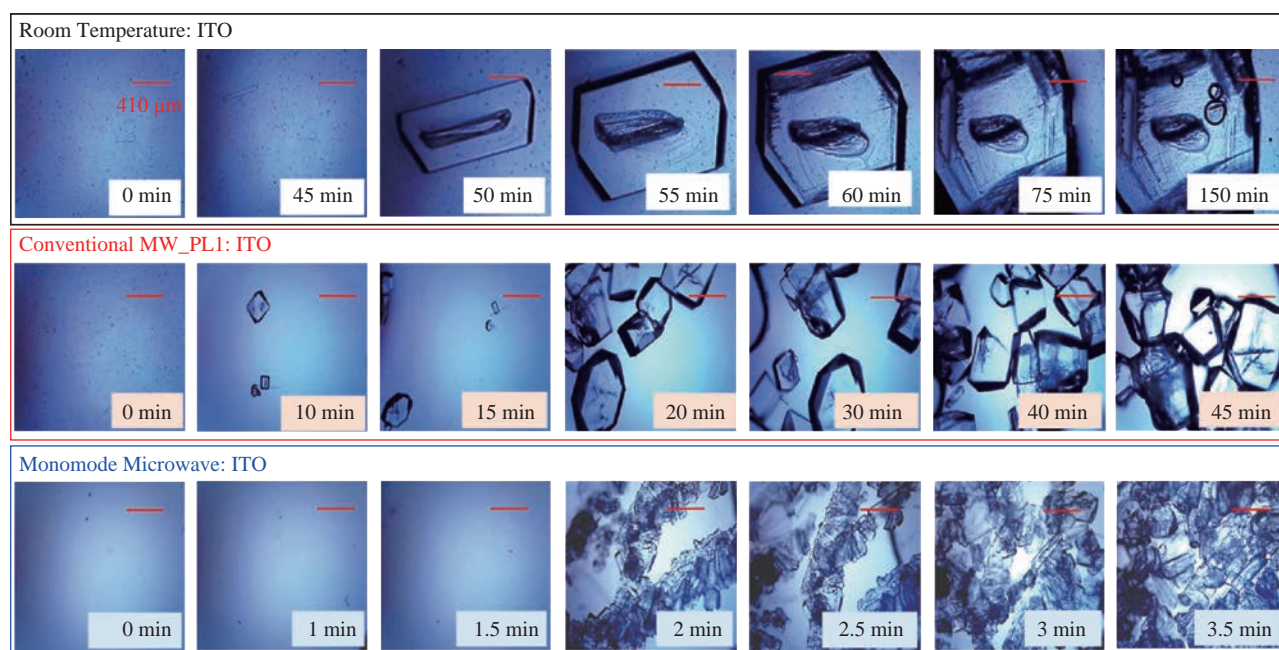 Room Temperature: ITO
410 µm
0 min
45 min
50 min
55 min
60 min
75 min
150 min
Conventional MW_PL1: ITO
0 min
10 min
15 min
20 min
30 min
40 min
45 min
Monomode Microwave: ITO
0 min
1 min
1.5 min
2 min
2.5 min
3 min
3.5 min